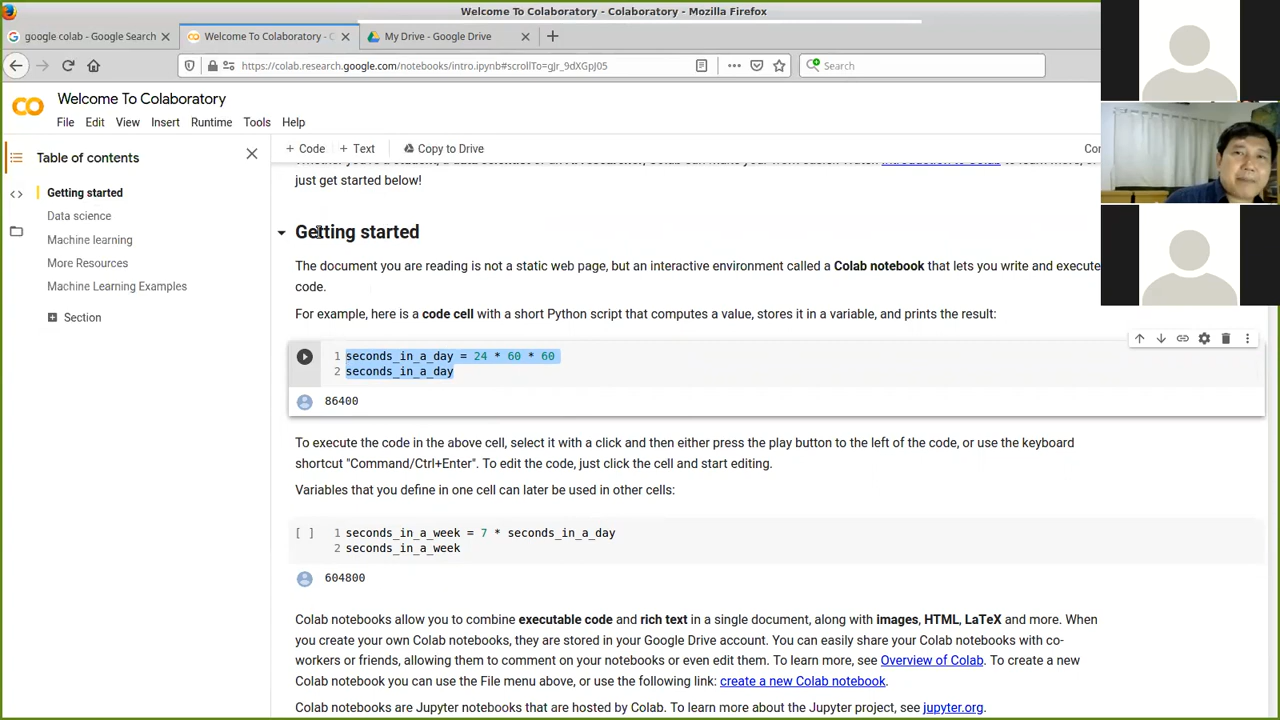 Welcome To Colaboratory - Colaboratory - Mozilla Firefox
google colab - Google Search
Welcome To Colaboratory - C
My Drive - Google Drive
https://colab.research.google.com/notebooks/intro.ipynb#scrollTo=gJr_9dXGpJ05
Search
Welcome To Colaboratory
File Edit View Insert Runtime Tools Help
Table of contents
Getting started
Data science
Machine learning
More Resources
Machine Learning Examples
Section
+ Code + Text Copy to Drive
Con
just get started below!
Getting started
The document you are reading is not a static web page, but an interactive environment called a Colab notebook that lets you write and execute
code.
For example, here is a code cell with a short Python script that computes a value, stores it in a variable, and prints the result:
1 seconds_in_a_day = 24 * 60 * 60
2 seconds_in_a_day
86400
To execute the code in the above cell, select it with a click and then either press the play button to the left of the code, or use the keyboard
shortcut "Command/Ctrl+Enter". To edit the code, just click the cell and start editing.
Variables that you define in one cell can later be used in other cells:
[ ] 1 seconds_in_a_week = 7 * seconds_in_a_day
2 seconds_in_a_week
604800
Colab notebooks allow you to combine executable code and rich text in a single document, along with images, HTML, LaTeX and more. When
you create your own Colab notebooks, they are stored in your Google Drive account. You can easily share your Colab notebooks with co-
workers or friends, allowing them to comment on your notebooks or even edit them. To learn more, see Overview of Colab. To create a new
Colab notebook you can use the File menu above, or use the following link: create a new Colab notebook.
Colab notebooks are Jupyter notebooks that are hosted by Colab. To learn more about the Jupyter project, see jupyter.org.